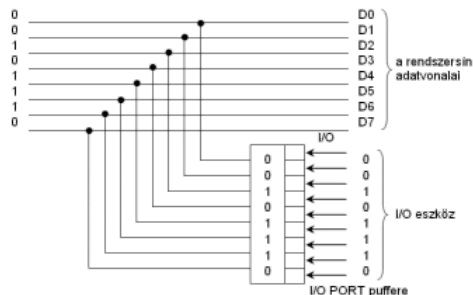 0 D0
0 D1
1 D2
0 D3
1 D4
1 D5
1 D6
0 D7
a rendszersín
adatvonalai
I/O
0 0
0 0
1 1
0 0
1 1
1 1
1 1
0 0
I/O eszköz
I/O PORT puffere